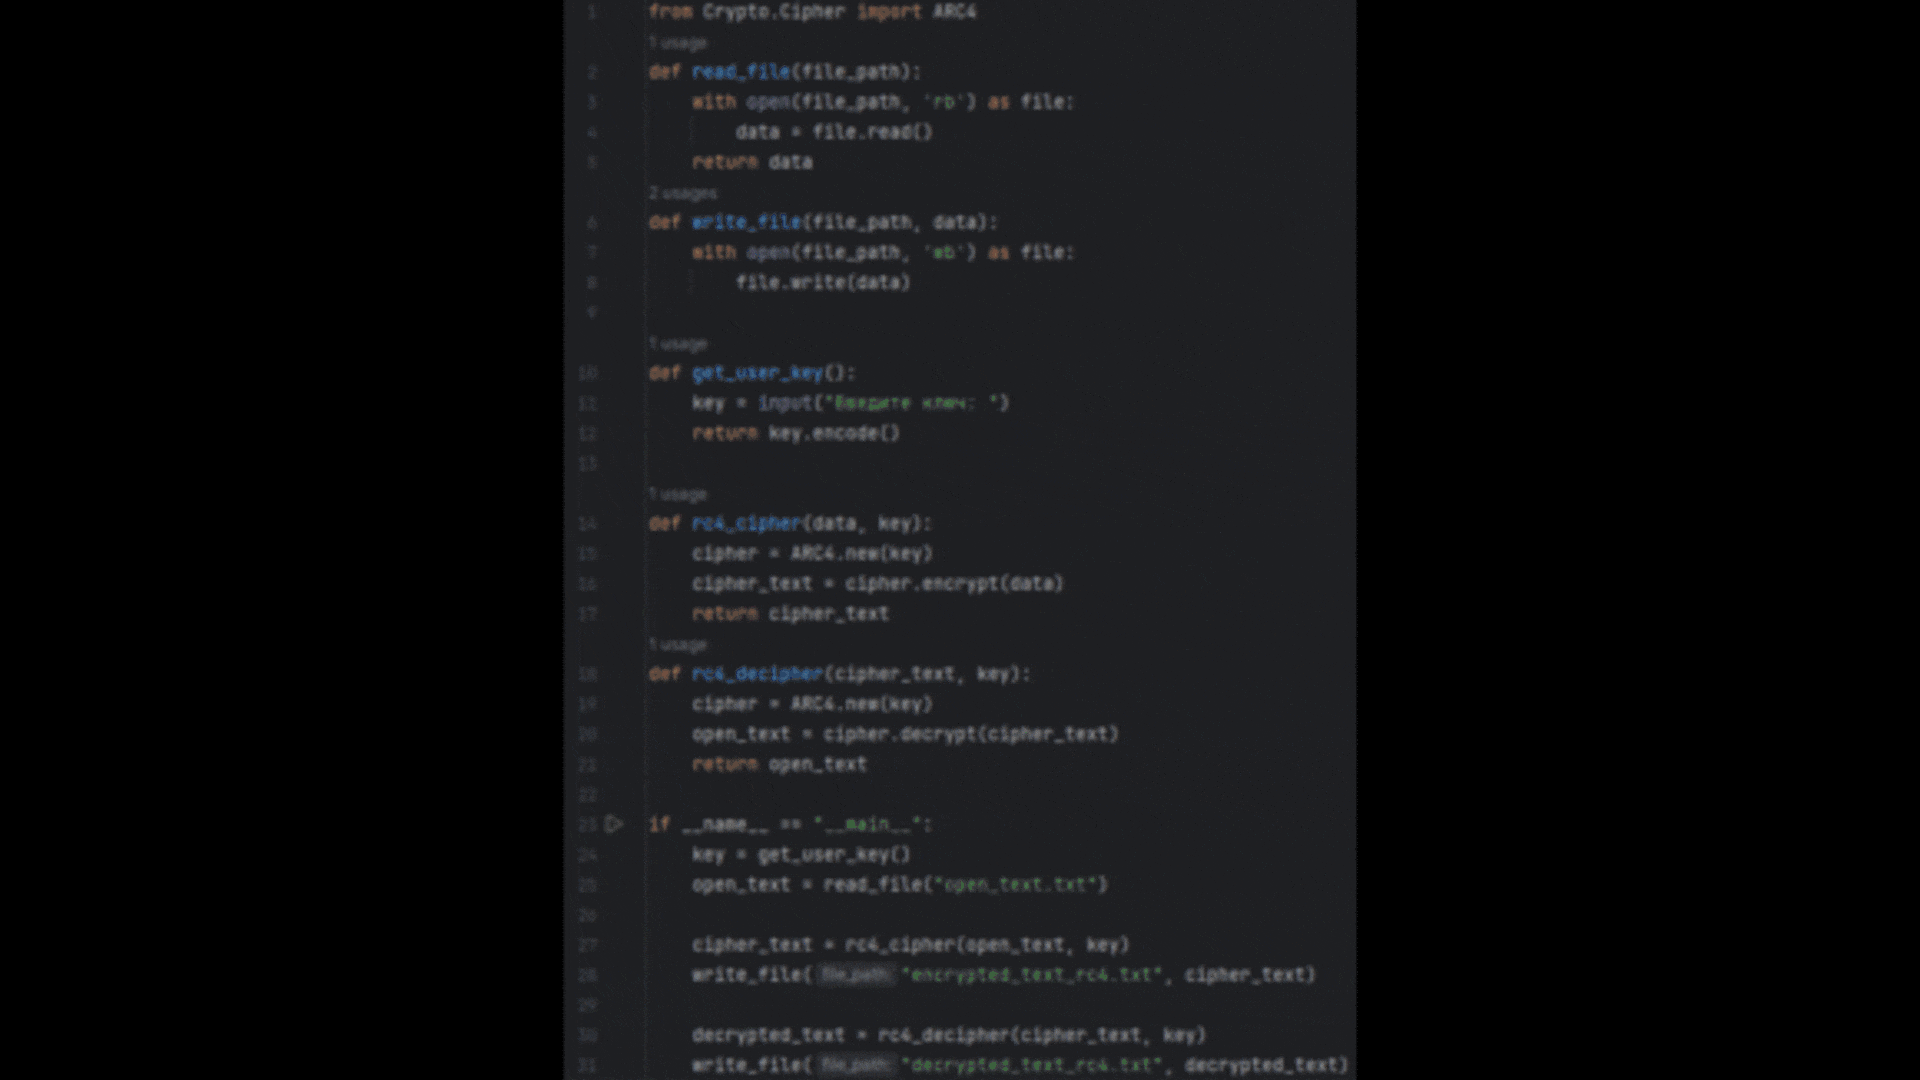 1 from Crypto.Cipher import ARC4
1 usage
2 def read_file(file_path):
3 with open(file_path, 'rb') as file:
4 data = file.read()
5 return data
2 usages
6 def write_file(file_path, data):
7 with open(file_path, 'wb') as file:
8 file.write(data)
9
1 usage
10 def get_user_key():
11 key = input("Введите ключ: ")
12 return key.encode()
13
1 usage
14 def rc4_cipher(data, key):
15 cipher = ARC4.new(key)
16 cipher_text = cipher.encrypt(data)
17 return cipher_text
1 usage
18 def rc4_decipher(cipher_text, key):
19 cipher = ARC4.new(key)
20 open_text = cipher.decrypt(cipher_text)
21 return open_text
22
23 if __name__ == "__main__":
24 key = get_user_key()
25 open_text = read_file("open_text.txt")
26
27 cipher_text = rc4_cipher(open_text, key)
28 write_file( file_path: "encrypted_text_rc4.txt", cipher_text)
29
30 decrypted_text = rc4_decipher(cipher_text, key)
31 write_file( file_path: "decrypted_text_rc4.txt", decrypted_text)